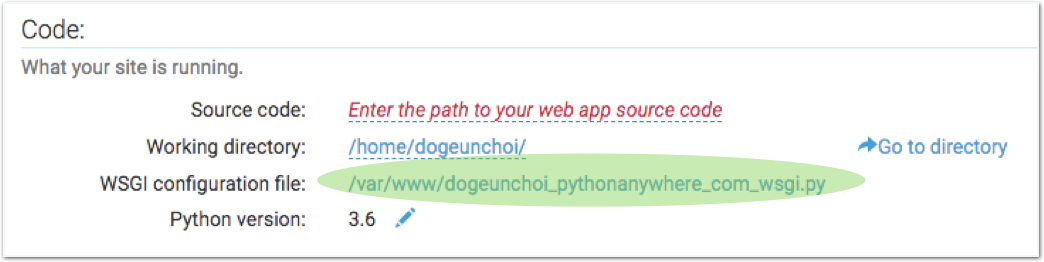 Code:
What your site is running.
Source code: Enter the path to your web app source code
Working directory: /home/dogeunchoi/ Go to directory
WSGI configuration file: /var/www/dogeunchoi_pythonanywhere_com_wsgi.py
Python version: 3.6